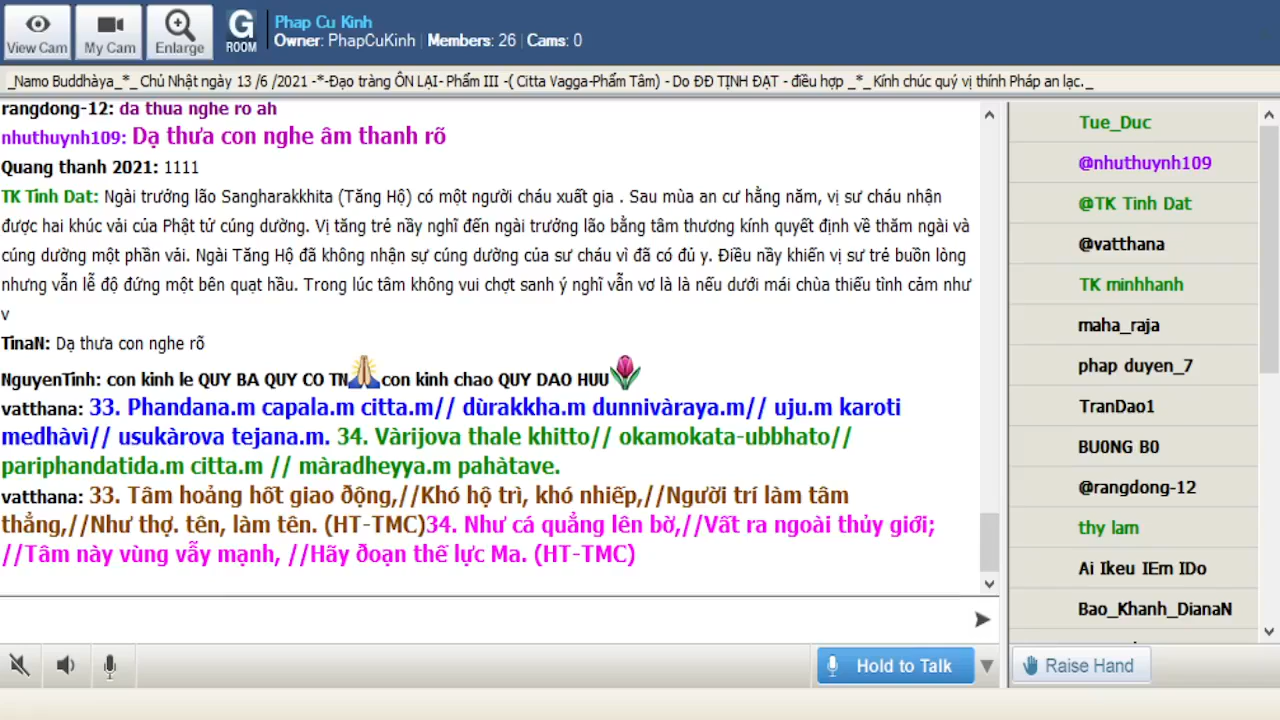 Phap Cu Kinh
View Cam
My Cam
Enlarge
G ROOM
Owner: PhapCuKinh | Members: 26 | Cams: 0
_Namo Buddhàya_*_ Chủ Nhật ngày 13 /6 /2021 -*-Đạo tràng ÔN LẠI- Phẩm III -( Citta Vagga-Phẩm Tâm) - Do ĐĐ TỊNH ĐẠT - điều hợp _*_Kính chúc quý vị thính Pháp an lạc._
rangdong-12: da thua nghe ro ah
nhuthuynh109: Dạ thưa con nghe âm thanh rõ
Quang thanh 2021: 1111
TK Tinh Dat: Ngài trưởng lão Sangharakkhita (Tăng Hộ) có một người cháu xuất gia . Sau mùa an cư hằng năm, vị sư cháu nhận
được hai khúc vải của Phật tử cúng dường. Vị tăng trẻ nầy nghĩ đến ngài trưởng lão bằng tâm thương kính quyết định về thăm ngài và
cúng dường một phần vải. Ngài Tăng Hộ đã không nhận sự cúng dường của sư cháu vì đã có đủ y. Điều nầy khiến vị sư trẻ buồn lòng
nhưng vẫn lễ độ đứng một bên quạt hầu. Trong lúc tâm không vui chợt sanh ý nghĩ vẫn vơ là là nếu dưới mái chùa thiếu tình cảm như
v
TinaN: Dạ thưa con nghe rõ
NguyenTinh: con kinh le QUY BA QUY CO TN con kinh chao QUY DAO HUU
vatthana: 33. Phandana.m capala.m citta.m// dùrakkha.m dunnivàraya.m// uju.m karoti
medhàvì// usukàrova tejana.m. 34. Vàrijova thale khitto// okamokata-ubbhato//
pariphandatida.m citta.m // màradheyya.m pahàtave.
vatthana: 33. Tâm hoảng hốt giao động,//Khó hộ trì, khó nhiếp,//Người trí làm tâm
thẳng,//Như thợ. tên, làm tên. (HT-TMC)34. Như cá quẳng lên bờ,//Vất ra ngoài thủy giới;
//Tâm này vùng vẫy mạnh, //Hãy đoạn thế lực Ma. (HT-TMC)
Hold to Talk
Tue_Duc
@nhuthuynh109
@TK Tinh Dat
@vatthana
TK minhhanh
maha_raja
phap duyen_7
TranDao1
BU0NG B0
@rangdong-12
thy lam
Ai Ikeu IEm IDo
Bao_Khanh_DianaN
Raise Hand